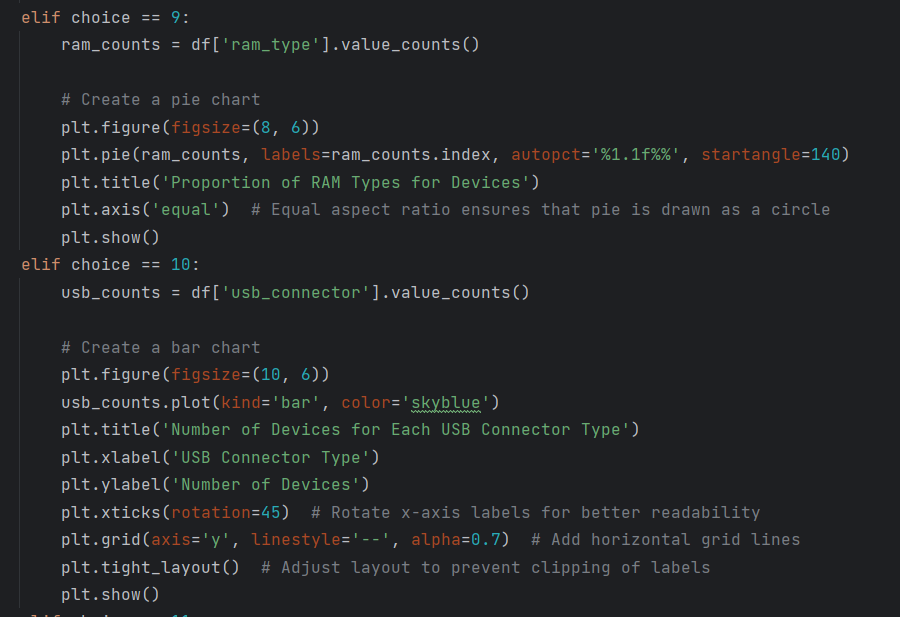 elif choice == 9:
    ram_counts = df['ram_type'].value_counts()
    # Create a pie chart
    plt.figure(figsize=(8, 6))
    plt.pie(ram_counts, labels=ram_counts.index, autopct='%1.1f%%', startangle=140)
    plt.title('Proportion of RAM Types for Devices')
    plt.axis('equal')  # Equal aspect ratio ensures that pie is drawn as a circle
    plt.show()
elif choice == 10:
    usb_counts = df['usb_connector'].value_counts()
    # Create a bar chart
    plt.figure(figsize=(10, 6))
    usb_counts.plot(kind='bar', color='skyblue')
    plt.title('Number of Devices for Each USB Connector Type')
    plt.xlabel('USB Connector Type')
    plt.ylabel('Number of Devices')
    plt.xticks(rotation=45)  # Rotate x-axis labels for better readability
    plt.grid(axis='y', linestyle='--', alpha=0.7)  # Add horizontal grid lines
    plt.tight_layout()  # Adjust layout to prevent clipping of labels
    plt.show()